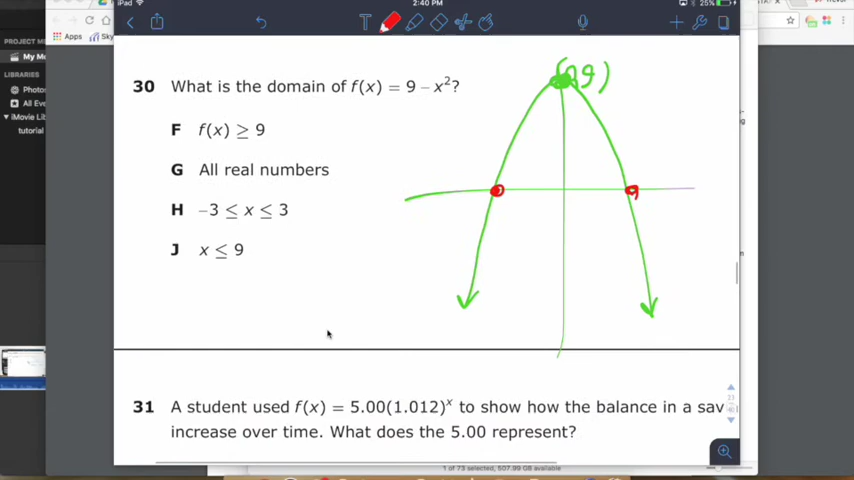 iPad
2:40 PM
25%
T
Apps
Sky
PROJECT M
My M
LIBRARIES
Photos
All Eve
iMovie Lib
tutorial
30 What is the domain of f(x) = 9 – x²?
F f(x) ≥ 9
G All real numbers
H –3 ≤ x ≤ 3
J x ≤ 9
31 A student used f(x) = 5.00(1.012)ˣ to show how the balance in a sav
increase over time. What does the 5.00 represent?
1 of 73 selected, 507.99 GB available